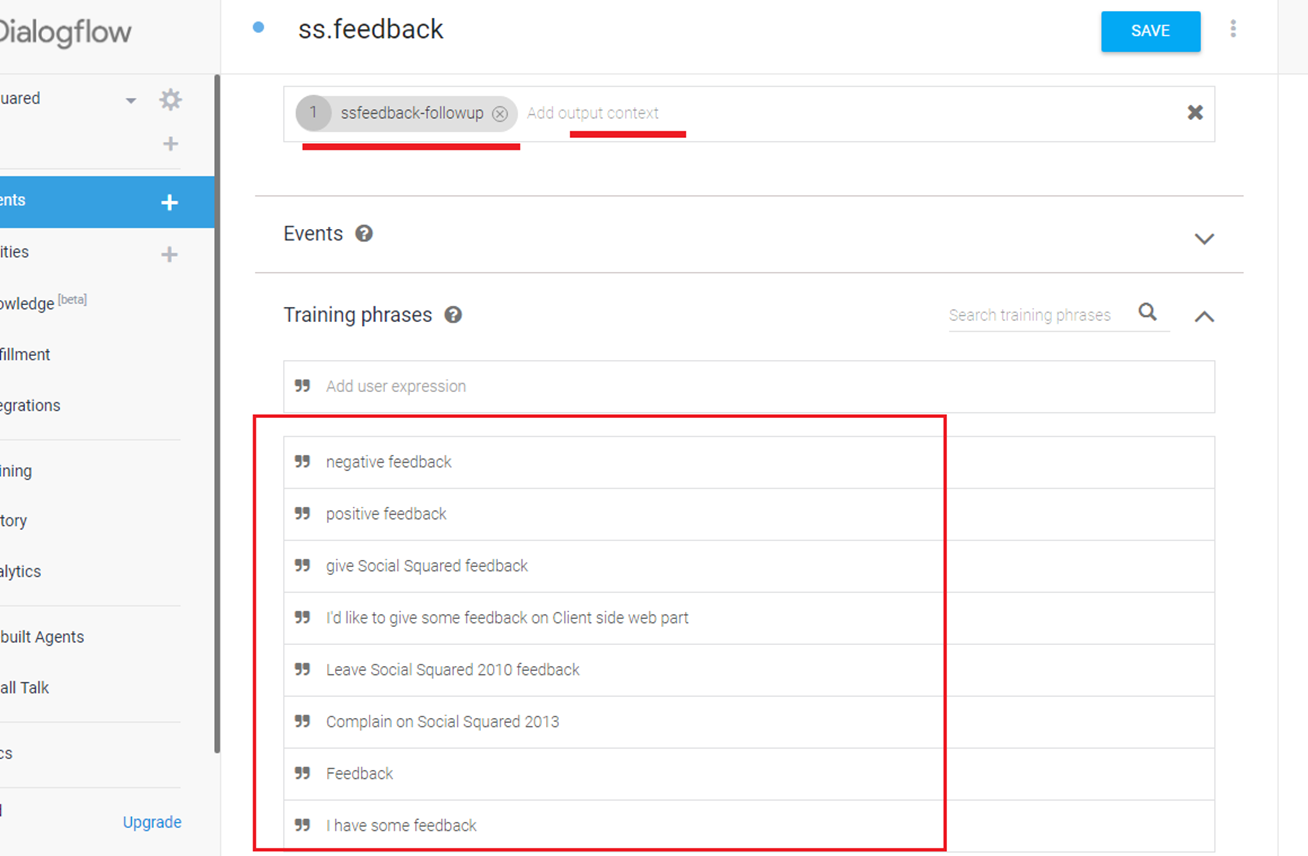 Dialogflow
ss.feedback
SAVE
uared
1 ssfeedback-followup Add output context
ents
Events
ities
owledge [beta]
Training phrases
Search training phrases
fillment
Add user expression
egrations
negative feedback
ining
positive feedback
tory
give Social Squared feedback
alytics
I'd like to give some feedback on Client side web part
built Agents
Leave Social Squared 2010 feedback
all Talk
Complain on Social Squared 2013
cs
Feedback
Upgrade
I have some feedback